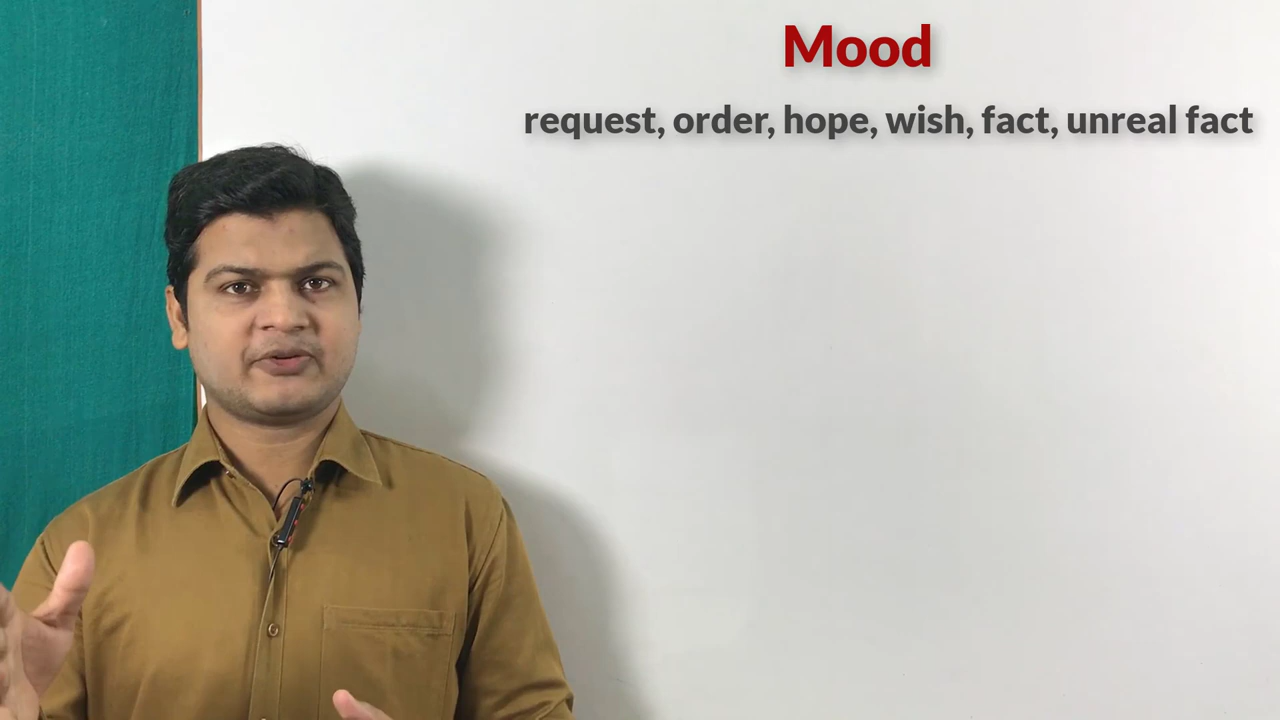 Mood
request, order, hope, wish, fact, unreal fact